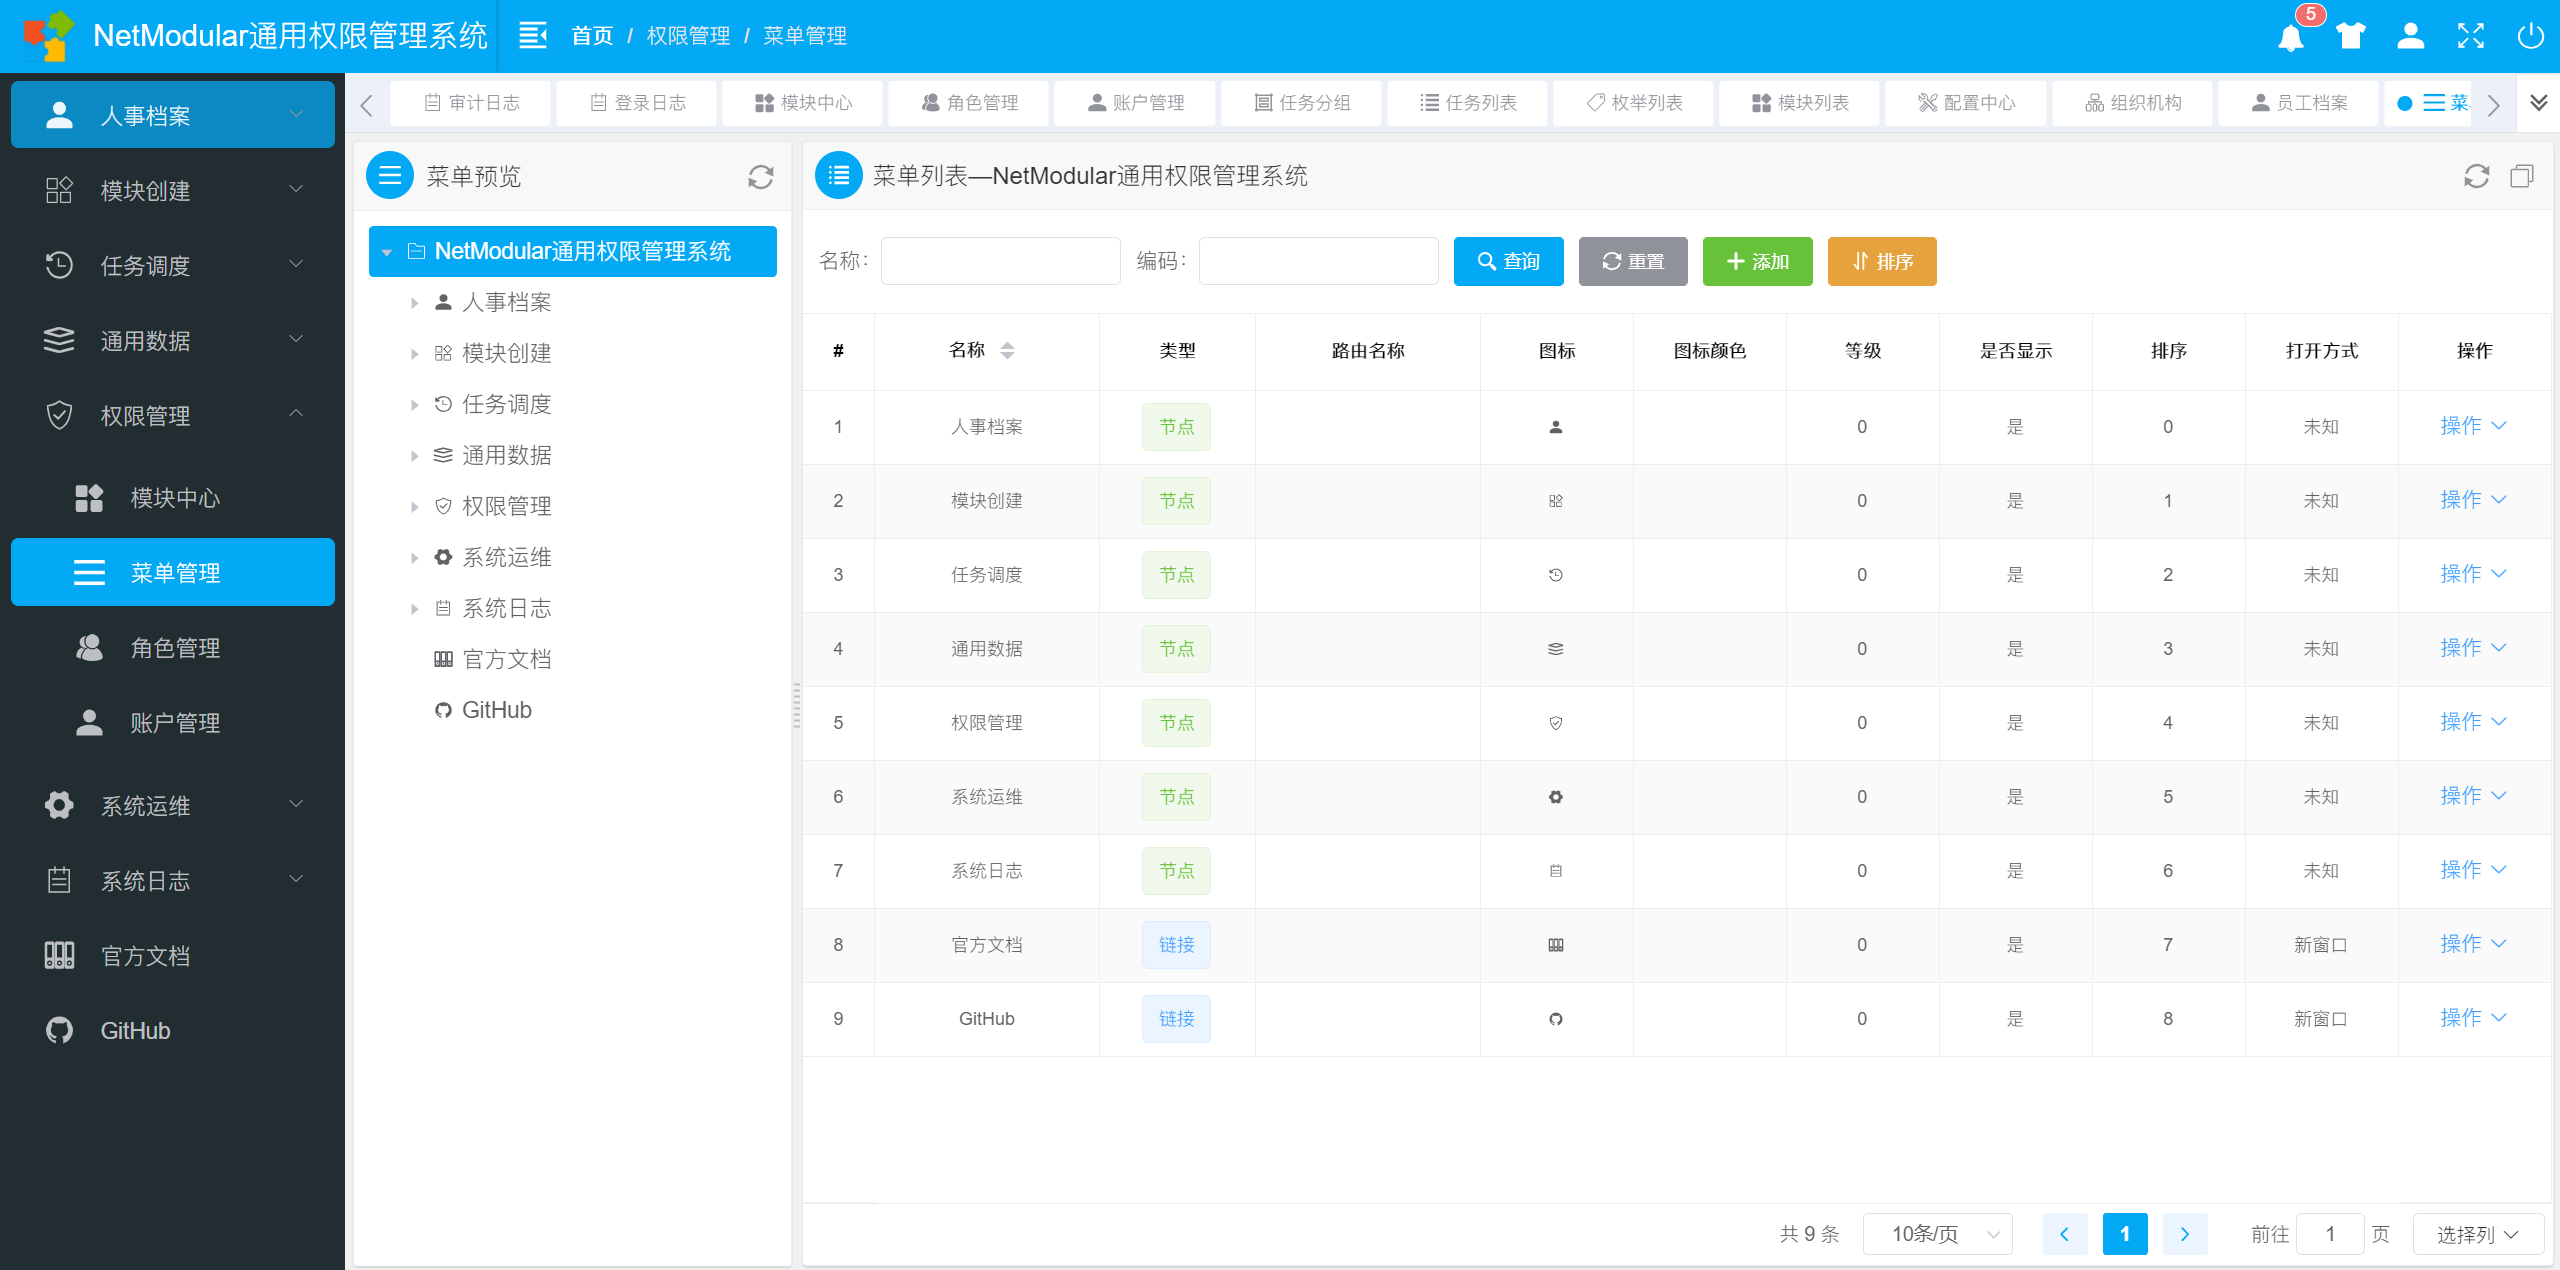 NetModular通用权限管理系统
首页 / 权限管理 / 菜单管理
5
人事档案
模块创建
任务调度
通用数据
权限管理
模块中心
菜单管理
角色管理
账户管理
系统运维
系统日志
官方文档
GitHub
审计日志 登录日志 模块中心 角色管理 账户管理 任务分组 任务列表 枚举列表 模块列表 配置中心 组织机构 员工档案 菜
菜单预览
NetModular通用权限管理系统
人事档案
模块创建
任务调度
通用数据
权限管理
系统运维
系统日志
官方文档
GitHub
菜单列表—NetModular通用权限管理系统
名称： 编码： 查询 重置 添加 排序
# 名称 类型 路由名称 图标 图标颜色 等级 是否显示 排序 打开方式 操作
1 人事档案 节点 0 是 0 未知 操作
2 模块创建 节点 0 是 1 未知 操作
3 任务调度 节点 0 是 2 未知 操作
4 通用数据 节点 0 是 3 未知 操作
5 权限管理 节点 0 是 4 未知 操作
6 系统运维 节点 0 是 5 未知 操作
7 系统日志 节点 0 是 6 未知 操作
8 官方文档 链接 0 是 7 新窗口 操作
9 GitHub 链接 0 是 8 新窗口 操作
共 9 条 10条/页 1 前往 1 页 选择列